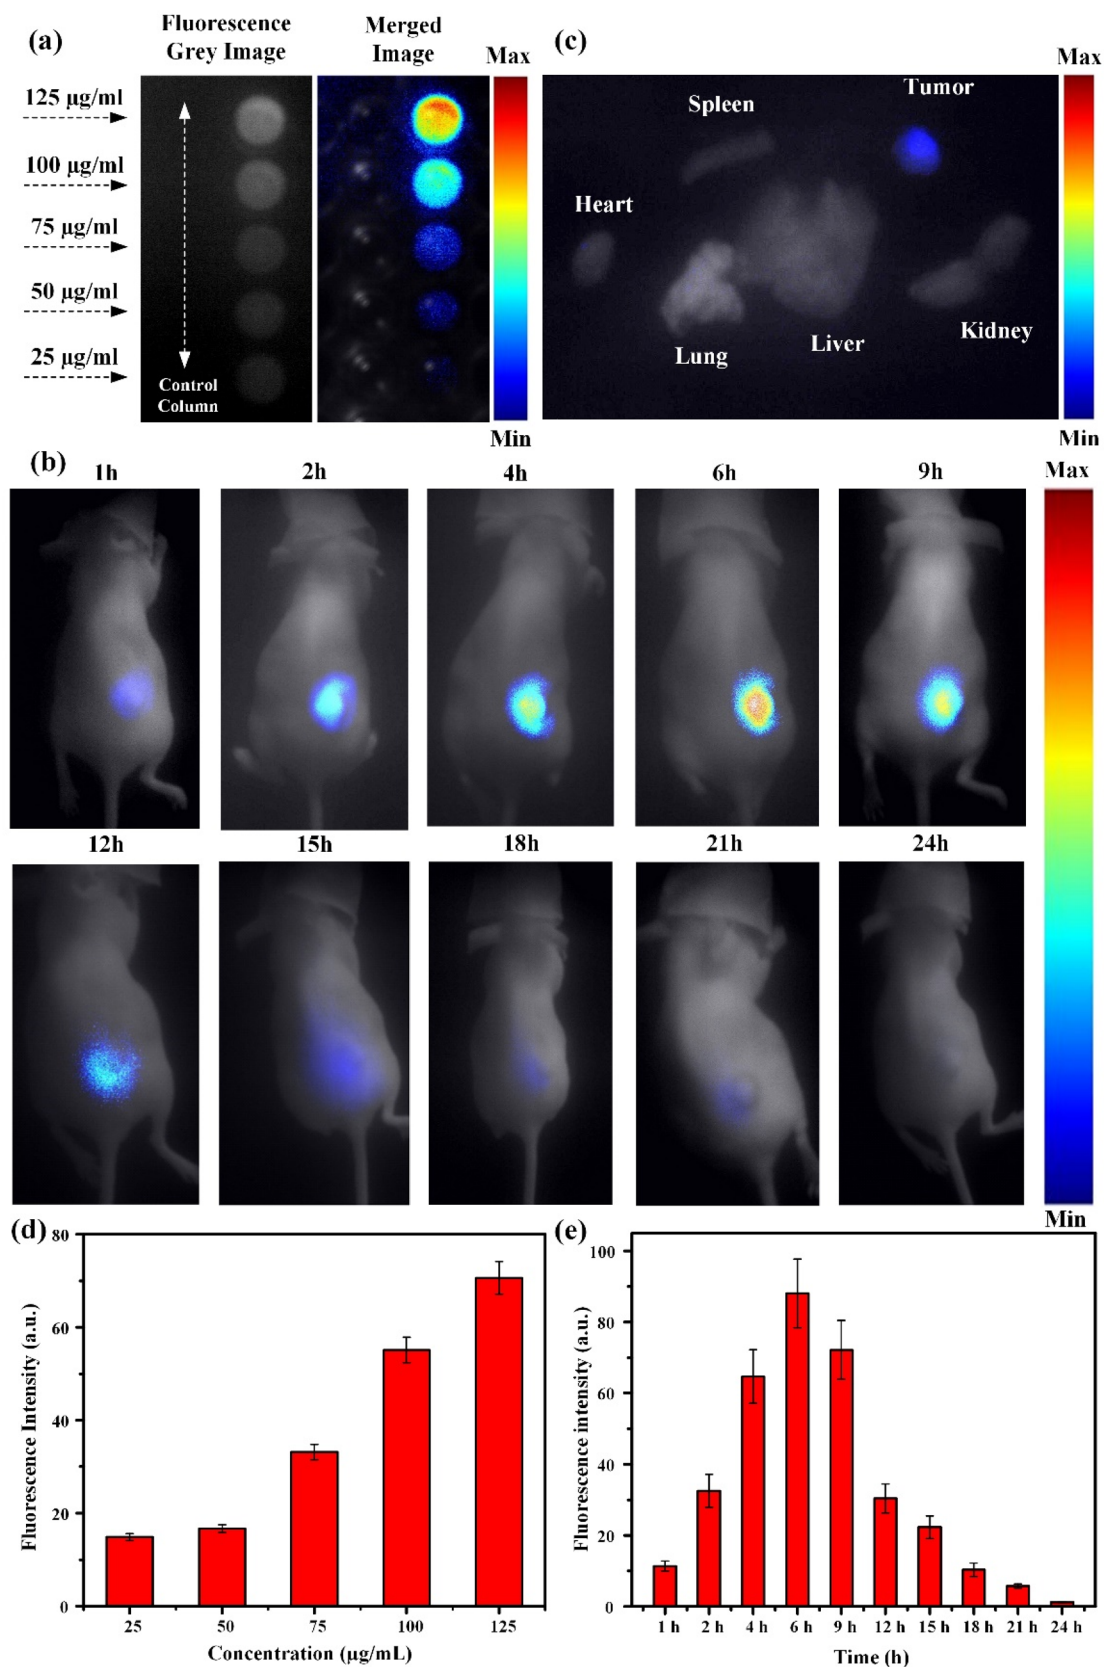 (a)
Fluorescence
Grey Image
Merged
Image
Max
125 μg/ml
100 μg/ml
75 μg/ml
50 μg/ml
25 μg/ml
Control
Column
Min
(c)
Max
Spleen
Tumor
Heart
Lung
Liver
Kidney
Min
(b)
1h
2h
4h
6h
9h
Max
12h
15h
18h
21h
24h
Min
(d)
Fluorescence Intensity (a.u.)
80
60
40
20
0
25
50
75
100
125
Concentration (μg/mL)
(e)
Fluorescence intensity (a.u.)
100
80
60
40
20
0
1 h
2 h
4 h
6 h
9 h
12 h
15 h
18 h
21 h
24 h
Time (h)